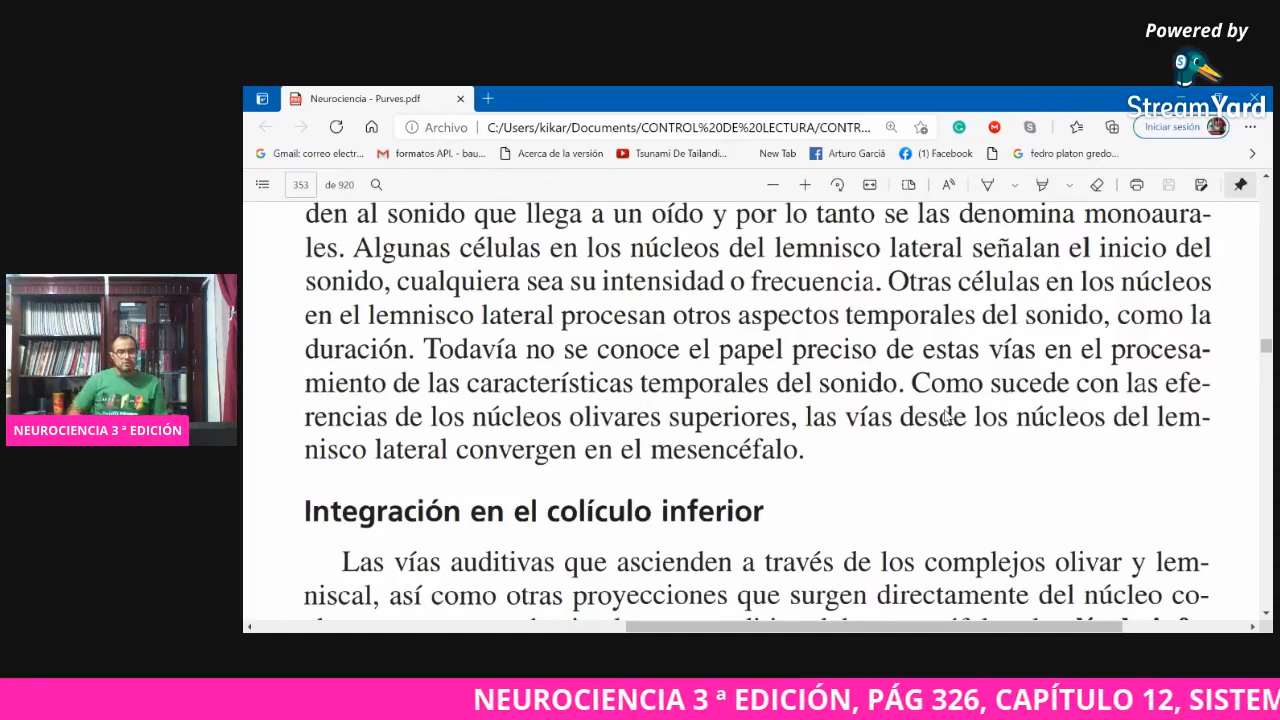 Powered by
StreamYard
Neurociencia - Purves.pdf
Archivo
C:/Users/kikar/Documents/CONTROL%20DE%20LECTURA/CONTR...
Iniciar sesión
Gmail: correo electr...
formatos API. - bau...
Acerca de la versión
Tsunami De Tailandi...
New Tab
Arturo Garciá
(1) Facebook
fedro platon gredo...
353
de 920
den al sonido que llega a un oído y por lo tanto se las denomina monoaura-
les. Algunas células en los núcleos del lemnisco lateral señalan el inicio del
sonido, cualquiera sea su intensidad o frecuencia. Otras células en los núcleos
en el lemnisco lateral procesan otros aspectos temporales del sonido, como la
duración. Todavía no se conoce el papel preciso de estas vías en el procesa-
miento de las características temporales del sonido. Como sucede con las efe-
rencias de los núcleos olivares superiores, las vías desde los núcleos del lem-
nisco lateral convergen en el mesencéfalo.
Integración en el colículo inferior
Las vías auditivas que ascienden a través de los complejos olivar y lem-
niscal, así como otras proyecciones que surgen directamente del núcleo co-
NEUROCIENCIA 3 ª EDICIÓN
NEUROCIENCIA 3 ª EDICIÓN, PÁG 326, CAPÍTULO 12, SISTEM